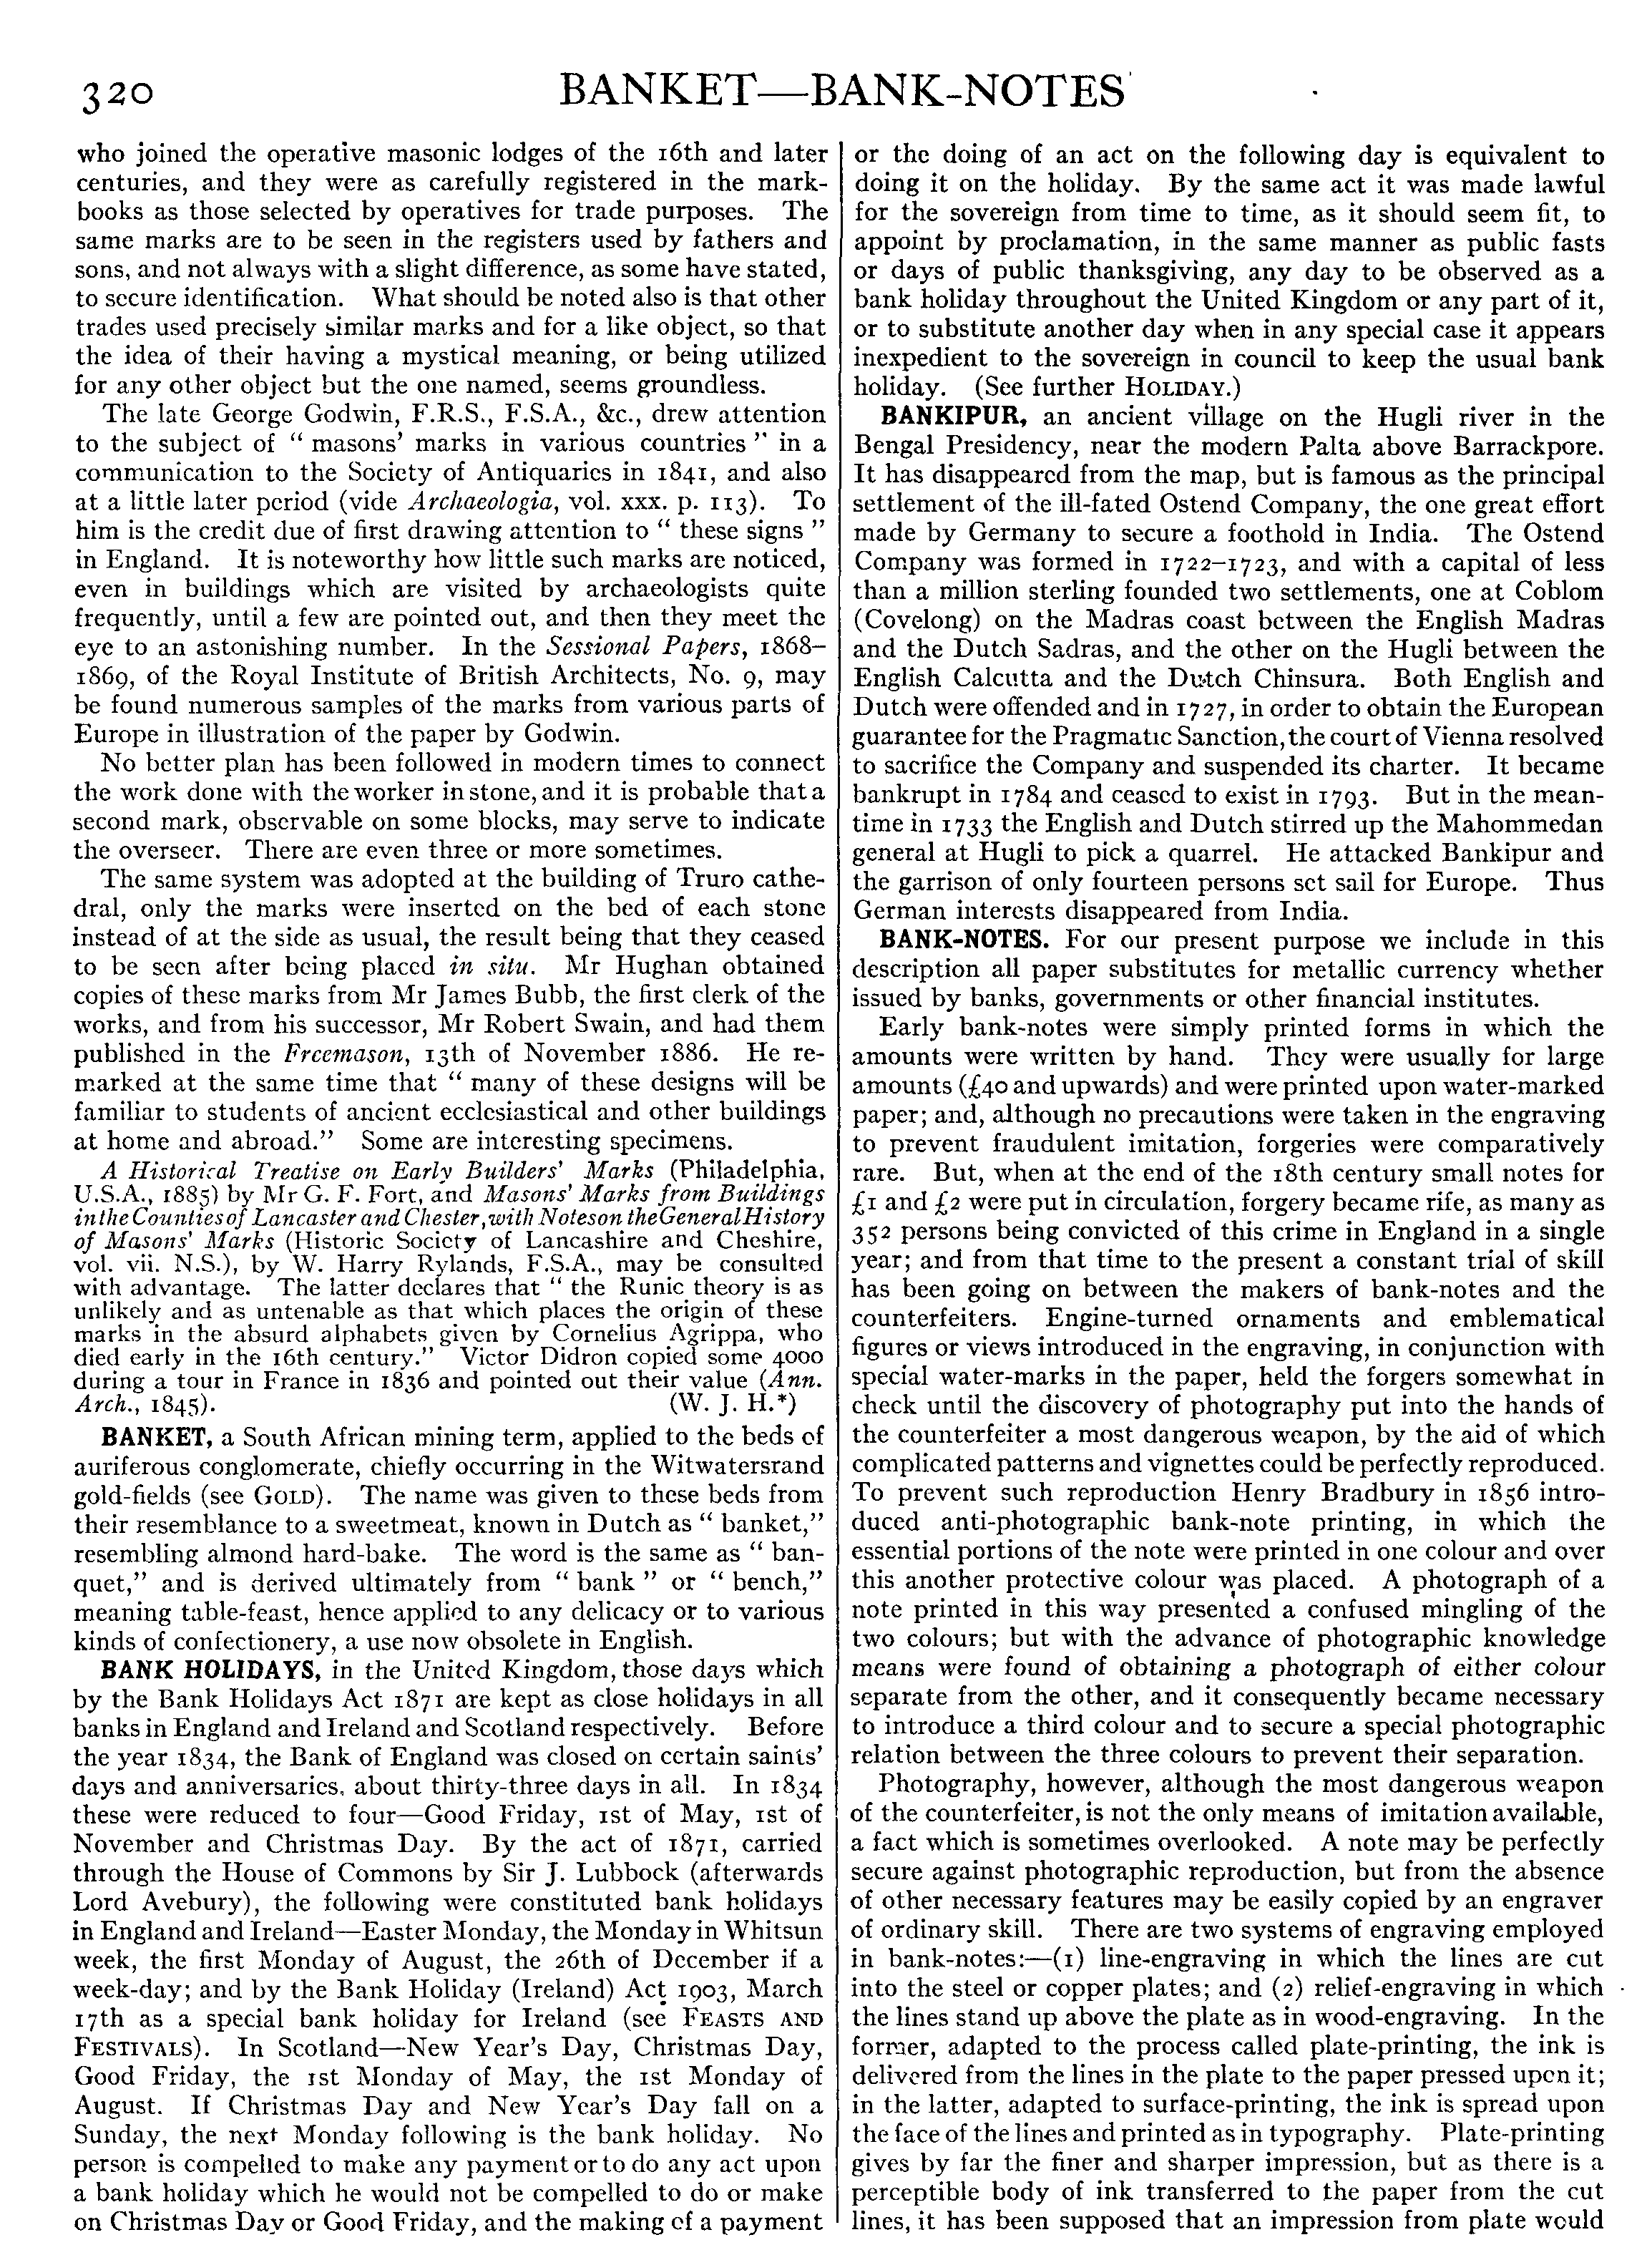 320
BANKET—BANK-NOTES
who joined the operative masonic lodges of the 16th and later
centuries, and they were as carefully registered in the mark-
books as those selected by operatives for trade purposes. The
same marks are to be seen in the registers used by fathers and
sons, and not always with a slight difference, as some have stated,
to secure identification. What should be noted also is that other
trades used precisely similar marks and for a like object, so that
the idea of their having a mystical meaning, or being utilized
for any other object but the one named, seems groundless.
The late George Godwin, F.R.S., F.S.A., &c., drew attention
to the subject of “ masons’ marks in various countries ” in a
communication to the Society of Antiquaries in 1841, and also
at a little later period (vide Archaeologia, vol. xxx. p. 113). To
him is the credit due of first drawing attention to “ these signs ”
in England. It is noteworthy how little such marks are noticed,
even in buildings which are visited by archaeologists quite
frequently, until a few are pointed out, and then they meet the
eye to an astonishing number. In the Sessional Papers, 1868–
1869, of the Royal Institute of British Architects, No. 9, may
be found numerous samples of the marks from various parts of
Europe in illustration of the paper by Godwin.
No better plan has been followed in modern times to connect
the work done with the worker in stone, and it is probable that a
second mark, observable on some blocks, may serve to indicate
the overseer. There are even three or more sometimes.
The same system was adopted at the building of Truro cathe-
dral, only the marks were inserted on the bed of each stone
instead of at the side as usual, the result being that they ceased
to be seen after being placed in situ. Mr Hughan obtained
copies of these marks from Mr James Bubb, the first clerk of the
works, and from his successor, Mr Robert Swain, and had them
published in the Freemason, 13th of November 1886. He re-
marked at the same time that “ many of these designs will be
familiar to students of ancient ecclesiastical and other buildings
at home and abroad.” Some are interesting specimens.
A Historical Treatise on Early Builders’ Marks (Philadelphia,
U.S.A., 1885) by Mr G. F. Fort, and Masons’ Marks from Buildings
in the Counties of Lancaster and Chester, with Notes on the General History
of Masons’ Marks (Historic Society of Lancashire and Cheshire,
vol. vii. N.S.), by W. Harry Rylands, F.S.A., may be consulted
with advantage. The latter declares that “ the Runic theory is as
unlikely and as untenable as that which places the origin of these
marks in the absurd alphabets given by Cornelius Agrippa, who
died early in the 16th century.” Victor Didron copied some 4000
during a tour in France in 1836 and pointed out their value (Ann.
Arch., 1845). (W. J. H.*)
BANKET, a South African mining term, applied to the beds of
auriferous conglomerate, chiefly occurring in the Witwatersrand
gold-fields (see GOLD). The name was given to these beds from
their resemblance to a sweetmeat, known in Dutch as “ banket,”
resembling almond hard-bake. The word is the same as “ ban-
quet,” and is derived ultimately from “ bank ” or “ bench,”
meaning table-feast, hence applied to any delicacy or to various
kinds of confectionery, a use now obsolete in English.
BANK HOLIDAYS, in the United Kingdom, those days which
by the Bank Holidays Act 1871 are kept as close holidays in all
banks in England and Ireland and Scotland respectively. Before
the year 1834, the Bank of England was closed on certain saints’
days and anniversaries, about thirty-three days in all. In 1834
these were reduced to four—Good Friday, 1st of May, 1st of
November and Christmas Day. By the act of 1871, carried
through the House of Commons by Sir J. Lubbock (afterwards
Lord Avebury), the following were constituted bank holidays
in England and Ireland—Easter Monday, the Monday in Whitsun
week, the first Monday of August, the 26th of December if a
week-day; and by the Bank Holiday (Ireland) Act 1903, March
17th as a special bank holiday for Ireland (see FEASTS AND
FESTIVALS). In Scotland—New Year’s Day, Christmas Day,
Good Friday, the 1st Monday of May, the 1st Monday of
August. If Christmas Day and New Year’s Day fall on a
Sunday, the next Monday following is the bank holiday. No
person is compelled to make any payment or to do any act upon
a bank holiday which he would not be compelled to do or make
on Christmas Day or Good Friday, and the making of a payment
or the doing of an act on the following day is equivalent to
doing it on the holiday. By the same act it was made lawful
for the sovereign from time to time, as it should seem fit, to
appoint by proclamation, in the same manner as public fasts
or days of public thanksgiving, any day to be observed as a
bank holiday throughout the United Kingdom or any part of it,
or to substitute another day when in any special case it appears
inexpedient to the sovereign in council to keep the usual bank
holiday. (See further HOLIDAY.)
BANKIPUR, an ancient village on the Hugli river in the
Bengal Presidency, near the modern Palta above Barrackpore.
It has disappeared from the map, but is famous as the principal
settlement of the ill-fated Ostend Company, the one great effort
made by Germany to secure a foothold in India. The Ostend
Company was formed in 1722–1723, and with a capital of less
than a million sterling founded two settlements, one at Coblom
(Covelong) on the Madras coast between the English Madras
and the Dutch Sadras, and the other on the Hugli between the
English Calcutta and the Dutch Chinsura. Both English and
Dutch were offended and in 1727, in order to obtain the European
guarantee for the Pragmatic Sanction, the court of Vienna resolved
to sacrifice the Company and suspended its charter. It became
bankrupt in 1784 and ceased to exist in 1793. But in the mean-
time in 1733 the English and Dutch stirred up the Mahommedan
general at Hugli to pick a quarrel. He attacked Bankipur and
the garrison of only fourteen persons set sail for Europe. Thus
German interests disappeared from India.
BANK-NOTES. For our present purpose we include in this
description all paper substitutes for metallic currency whether
issued by banks, governments or other financial institutes.
Early bank-notes were simply printed forms in which the
amounts were written by hand. They were usually for large
amounts (£40 and upwards) and were printed upon water-marked
paper; and, although no precautions were taken in the engraving
to prevent fraudulent imitation, forgeries were comparatively
rare. But, when at the end of the 18th century small notes for
£1 and £2 were put in circulation, forgery became rife, as many as
352 persons being convicted of this crime in England in a single
year; and from that time to the present a constant trial of skill
has been going on between the makers of bank-notes and the
counterfeiters. Engine-turned ornaments and emblematical
figures or views introduced in the engraving, in conjunction with
special water-marks in the paper, held the forgers somewhat in
check until the discovery of photography put into the hands of
the counterfeiter a most dangerous weapon, by the aid of which
complicated patterns and vignettes could be perfectly reproduced.
To prevent such reproduction Henry Bradbury in 1856 intro-
duced anti-photographic bank-note printing, in which the
essential portions of the note were printed in one colour and over
this another protective colour was placed. A photograph of a
note printed in this way presented a confused mingling of the
two colours; but with the advance of photographic knowledge
means were found of obtaining a photograph of either colour
separate from the other, and it consequently became necessary
to introduce a third colour and to secure a special photographic
relation between the three colours to prevent their separation.
Photography, however, although the most dangerous weapon
of the counterfeiter, is not the only means of imitation available,
a fact which is sometimes overlooked. A note may be perfectly
secure against photographic reproduction, but from the absence
of other necessary features may be easily copied by an engraver
of ordinary skill. There are two systems of engraving employed
in bank-notes:—(1) line-engraving in which the lines are cut
into the steel or copper plates; and (2) relief-engraving in which
the lines stand up above the plate as in wood-engraving. In the
former, adapted to the process called plate-printing, the ink is
delivered from the lines in the plate to the paper pressed upon it;
in the latter, adapted to surface-printing, the ink is spread upon
the face of the lines and printed as in typography. Plate-printing
gives by far the finer and sharper impression, but as there is a
perceptible body of ink transferred to the paper from the cut
lines, it has been supposed that an impression from plate would